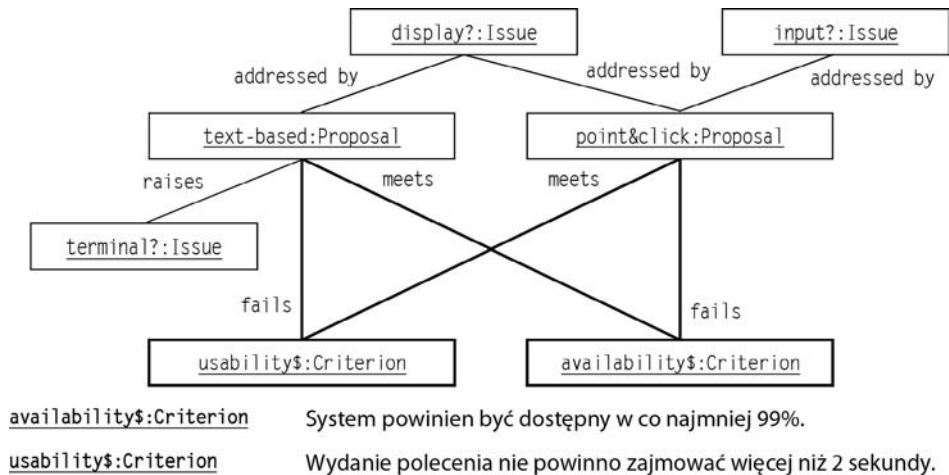 display?:Issue
input?:Issue
addressed by
addressed by
addressed by
text-based:Proposal
point&click:Proposal
raises
meets
meets
terminal?:Issue
fails
fails
usability$:Criterion
availability$:Criterion
availability$:Criterion System powinien być dostępny w co najmniej 99%.
usability$:Criterion Wydanie polecenia nie powinno zajmować więcej niż 2 sekundy.